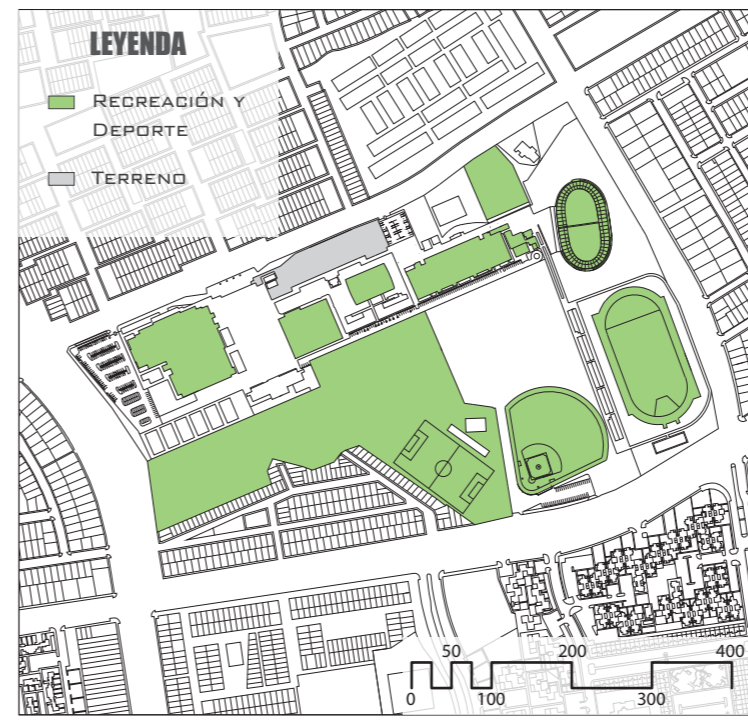 LEYENDA
RECREACIÓN Y
DEPORTE
TERRENO
50 200 400
0 100 300